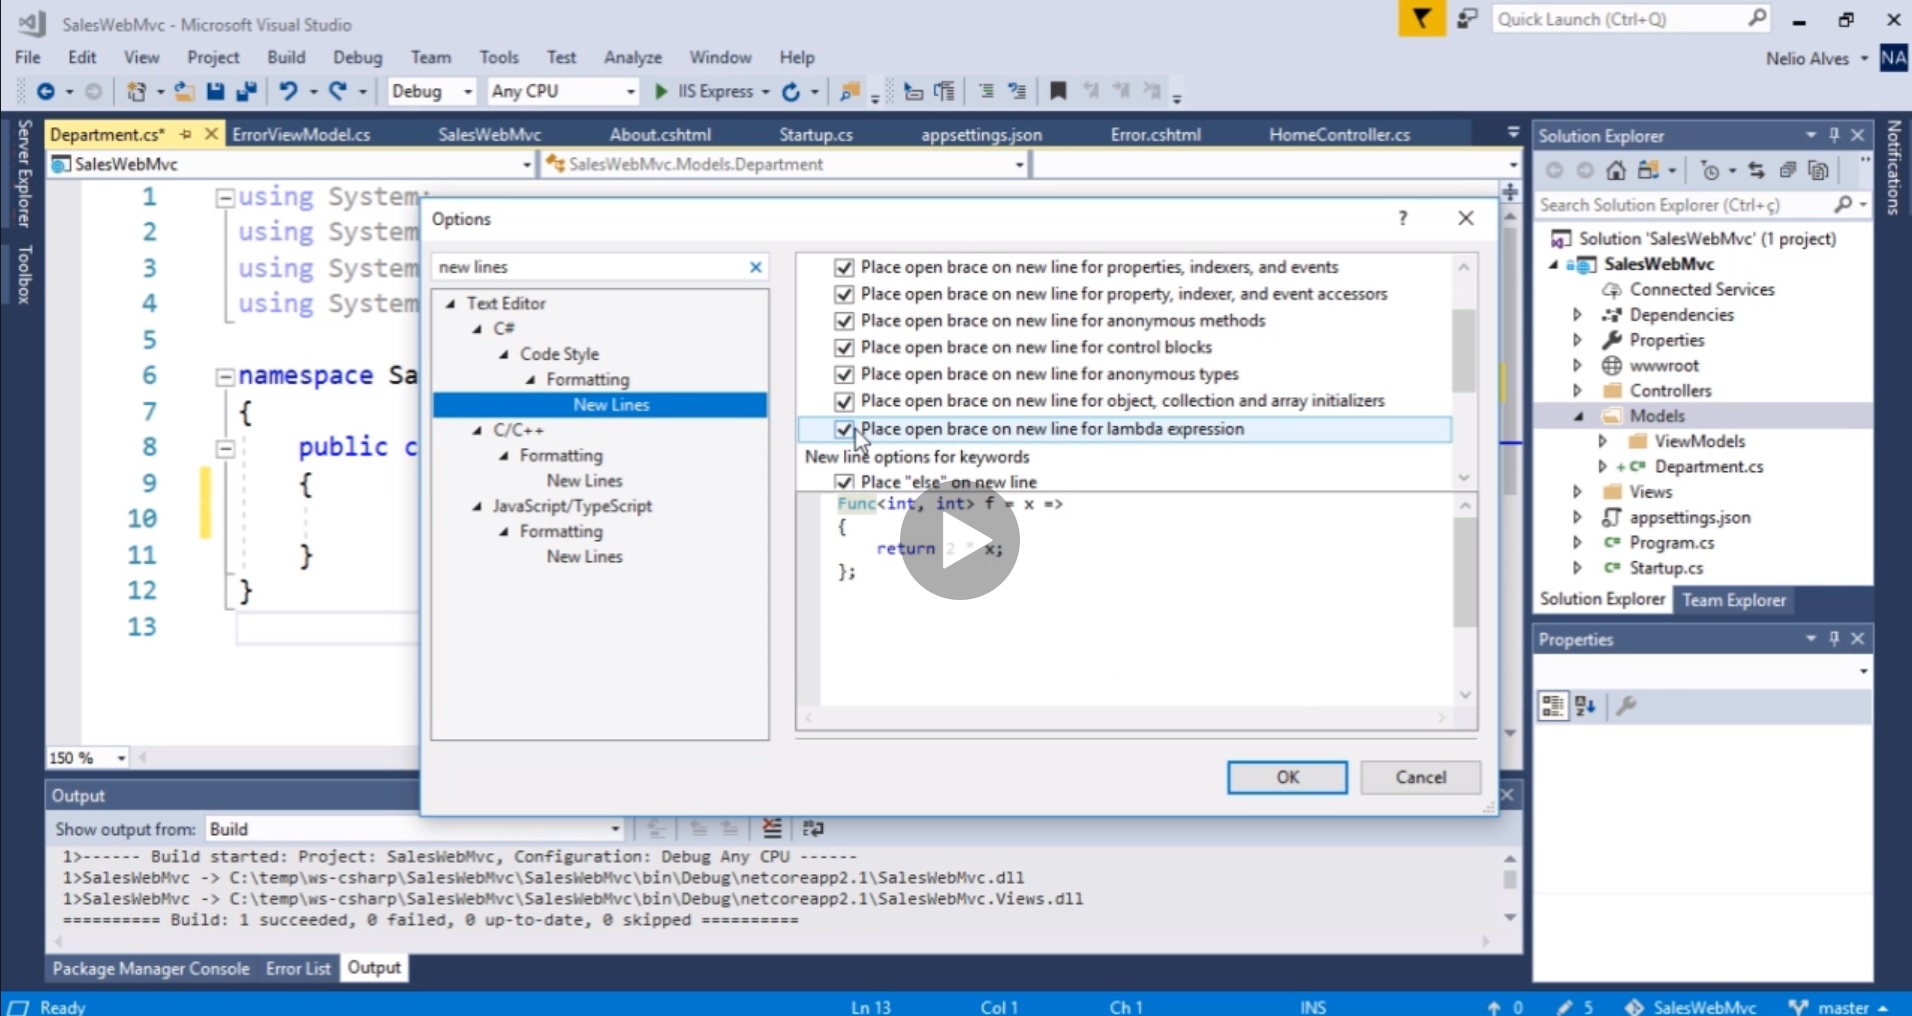 SalesWebMvc - Microsoft Visual Studio
Quick Launch (Ctrl+Q)
File Edit View Project Build Debug Team Tools Test Analyze Window Help
Nelio Alves NA
Debug Any CPU IIS Express
Server Explorer
Toolbox
Notifications
Department.cs* ErrorViewModel.cs SalesWebMvc About.cshtml Startup.cs appsettings.json Error.cshtml HomeController.cs
SalesWebMvc SalesWebMvc.Models.Department
1 using System;
2 using System
3 using System
4 using System
5
6 namespace Sa
7 {
8 public c
9 {
10
11 }
12 }
13
150 %
Options
new lines
Text Editor
C#
Code Style
Formatting
New Lines
C/C++
Formatting
New Lines
JavaScript/TypeScript
Formatting
New Lines
Place open brace on new line for properties, indexers, and events
Place open brace on new line for property, indexer, and event accessors
Place open brace on new line for anonymous methods
Place open brace on new line for control blocks
Place open brace on new line for anonymous types
Place open brace on new line for object, collection and array initializers
Place open brace on new line for lambda expression
New line options for keywords
Place "else" on new line
Func<int, int> f = x =>
{
return 2 * x;
};
OK Cancel
Solution Explorer
Search Solution Explorer (Ctrl+ç)
Solution 'SalesWebMvc' (1 project)
SalesWebMvc
Connected Services
Dependencies
Properties
wwwroot
Controllers
Models
ViewModels
+ C# Department.cs
Views
appsettings.json
C# Program.cs
C# Startup.cs
Solution Explorer Team Explorer
Properties
Output
Show output from: Build
1>------ Build started: Project: SalesWebMvc, Configuration: Debug Any CPU ------
1>SalesWebMvc -> C:\temp\ws-csharp\SalesWebMvc\SalesWebMvc\bin\Debug\netcoreapp2.1\SalesWebMvc.dll
1>SalesWebMvc -> C:\temp\ws-csharp\SalesWebMvc\SalesWebMvc\bin\Debug\netcoreapp2.1\SalesWebMvc.Views.dll
========== Build: 1 succeeded, 0 failed, 0 up-to-date, 0 skipped ==========
Package Manager Console Error List Output
Ready Ln 13 Col 1 Ch 1 INS 0 5 SalesWebMvc master